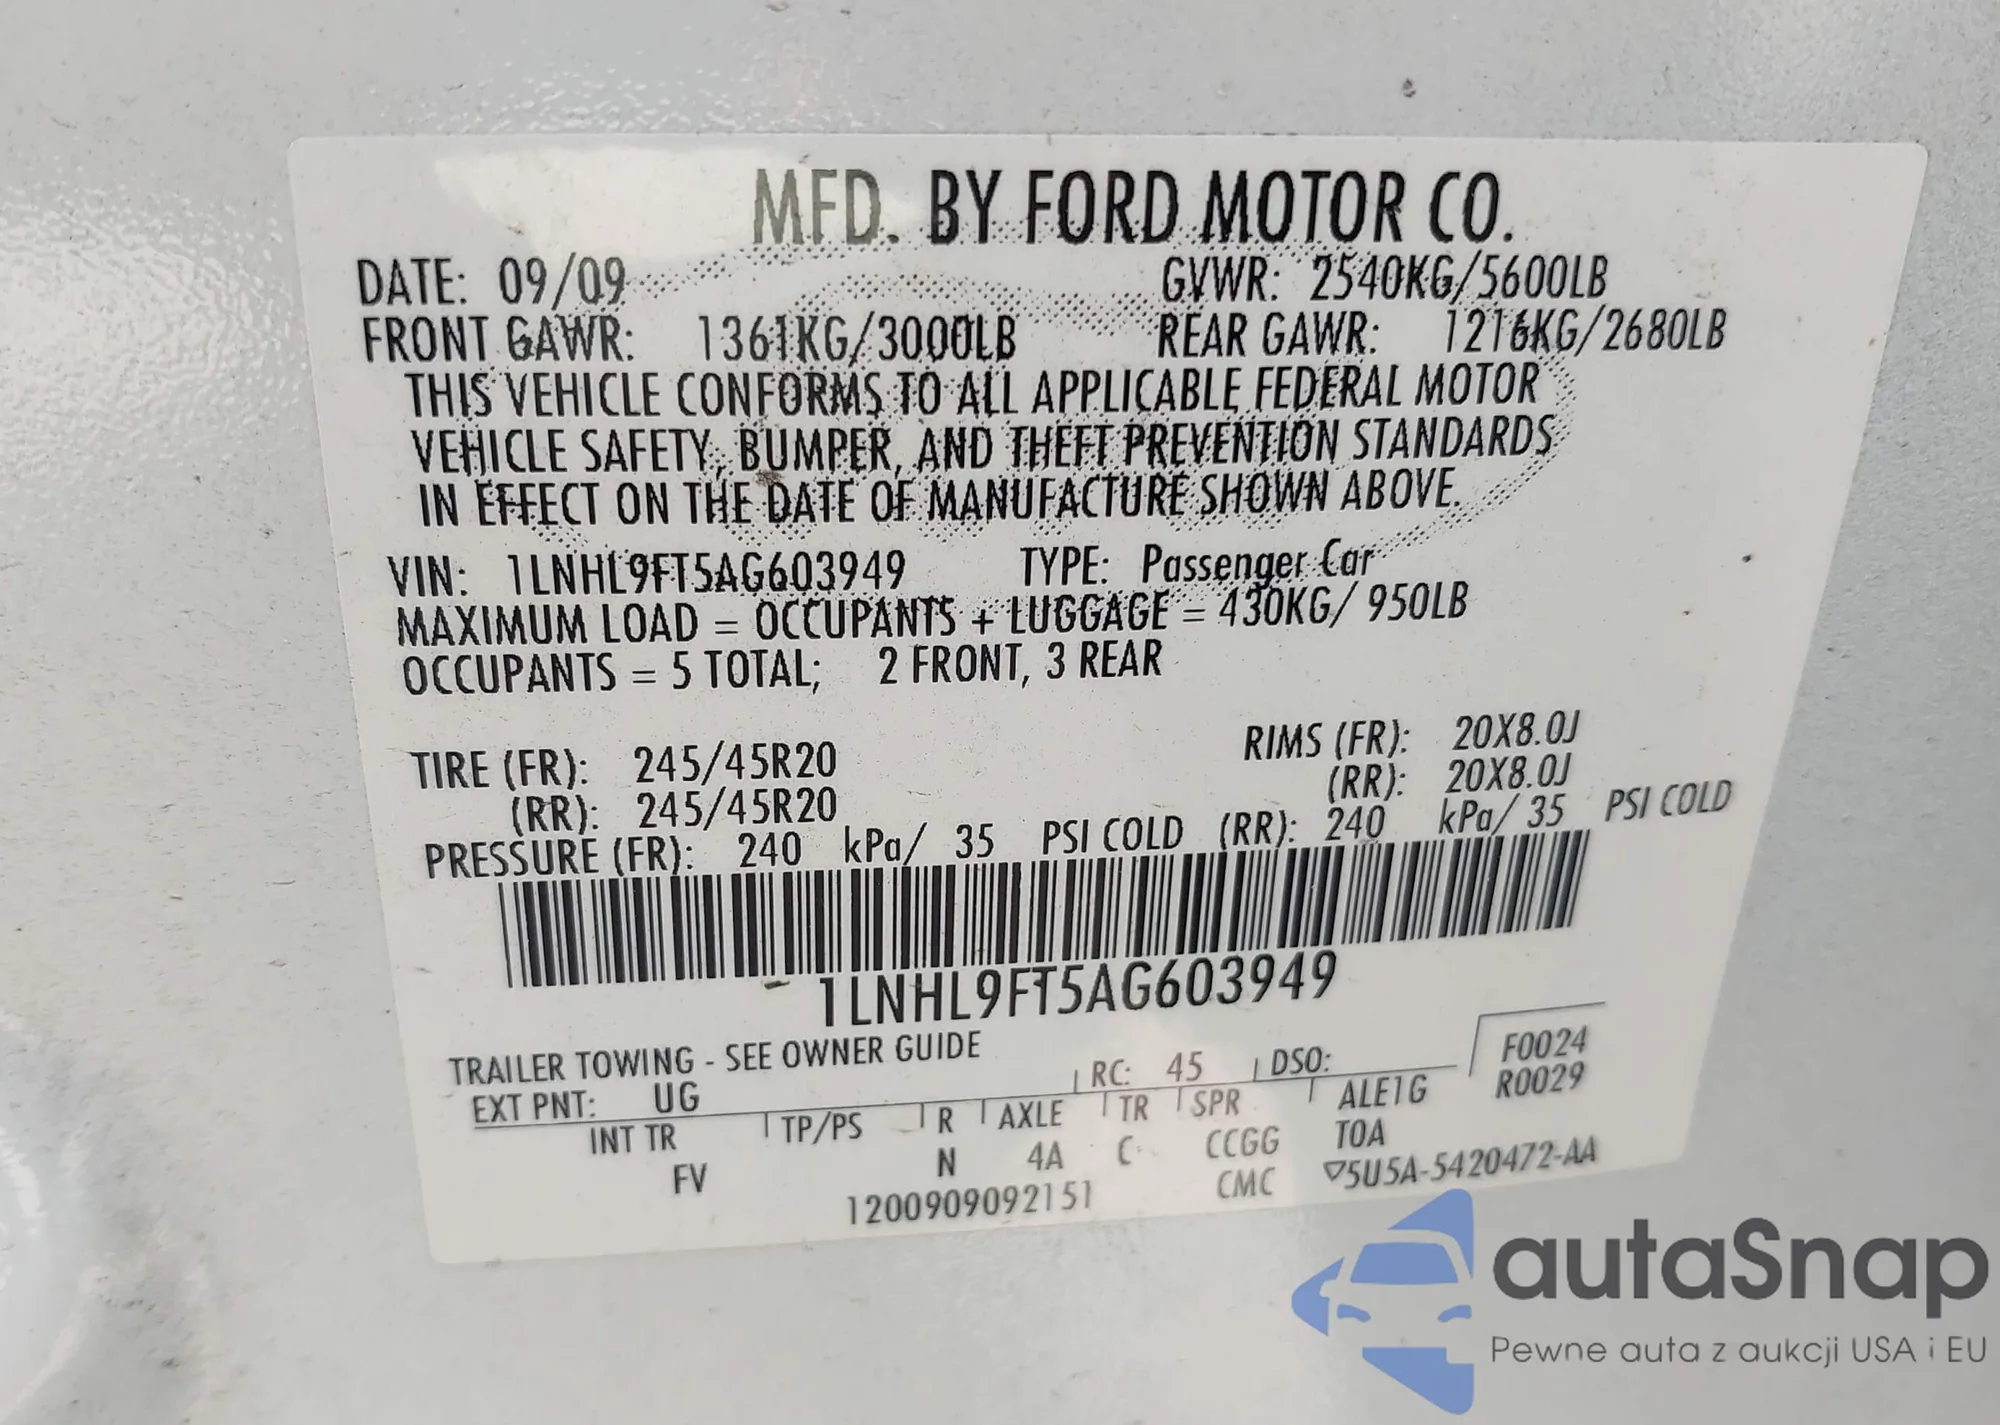 MFD. BY FORD MOTOR CO.
DATE: 09/09 GVWR: 2540KG/5600LB
FRONT GAWR: 1361KG/3000LB REAR GAWR: 1216KG/2680LB
THIS VEHICLE CONFORMS TO ALL APPLICABLE FEDERAL MOTOR
VEHICLE SAFETY, BUMPER, AND THEFT PREVENTION STANDARDS
IN EFFECT ON THE DATE OF MANUFACTURE SHOWN ABOVE.
VIN: 1LNHL9FT5AG603949 TYPE: Passenger Car
MAXIMUM LOAD = OCCUPANTS + LUGGAGE = 430KG/ 950LB
OCCUPANTS = 5 TOTAL; 2 FRONT, 3 REAR
TIRE (FR): 245/45R20 RIMS (FR): 20X8.0J
(RR): 245/45R20 (RR): 20X8.0J
PRESSURE (FR): 240 kPa/ 35 PSI COLD (RR): 240 kPa/ 35 PSI COLD
1LNHL9FT5AG603949
TRAILER TOWING - SEE OWNER GUIDE
EXT PNT: UG RC: 45 DSO: F0024
R0029
INT TR TP/PS R AXLE TR SPR ALE1G
FV N 4A C CCGG TOA
1200909092151 CMC ▽5U5A-5420472-AA
autaSnap
Pewne auta z aukcji USA i EU